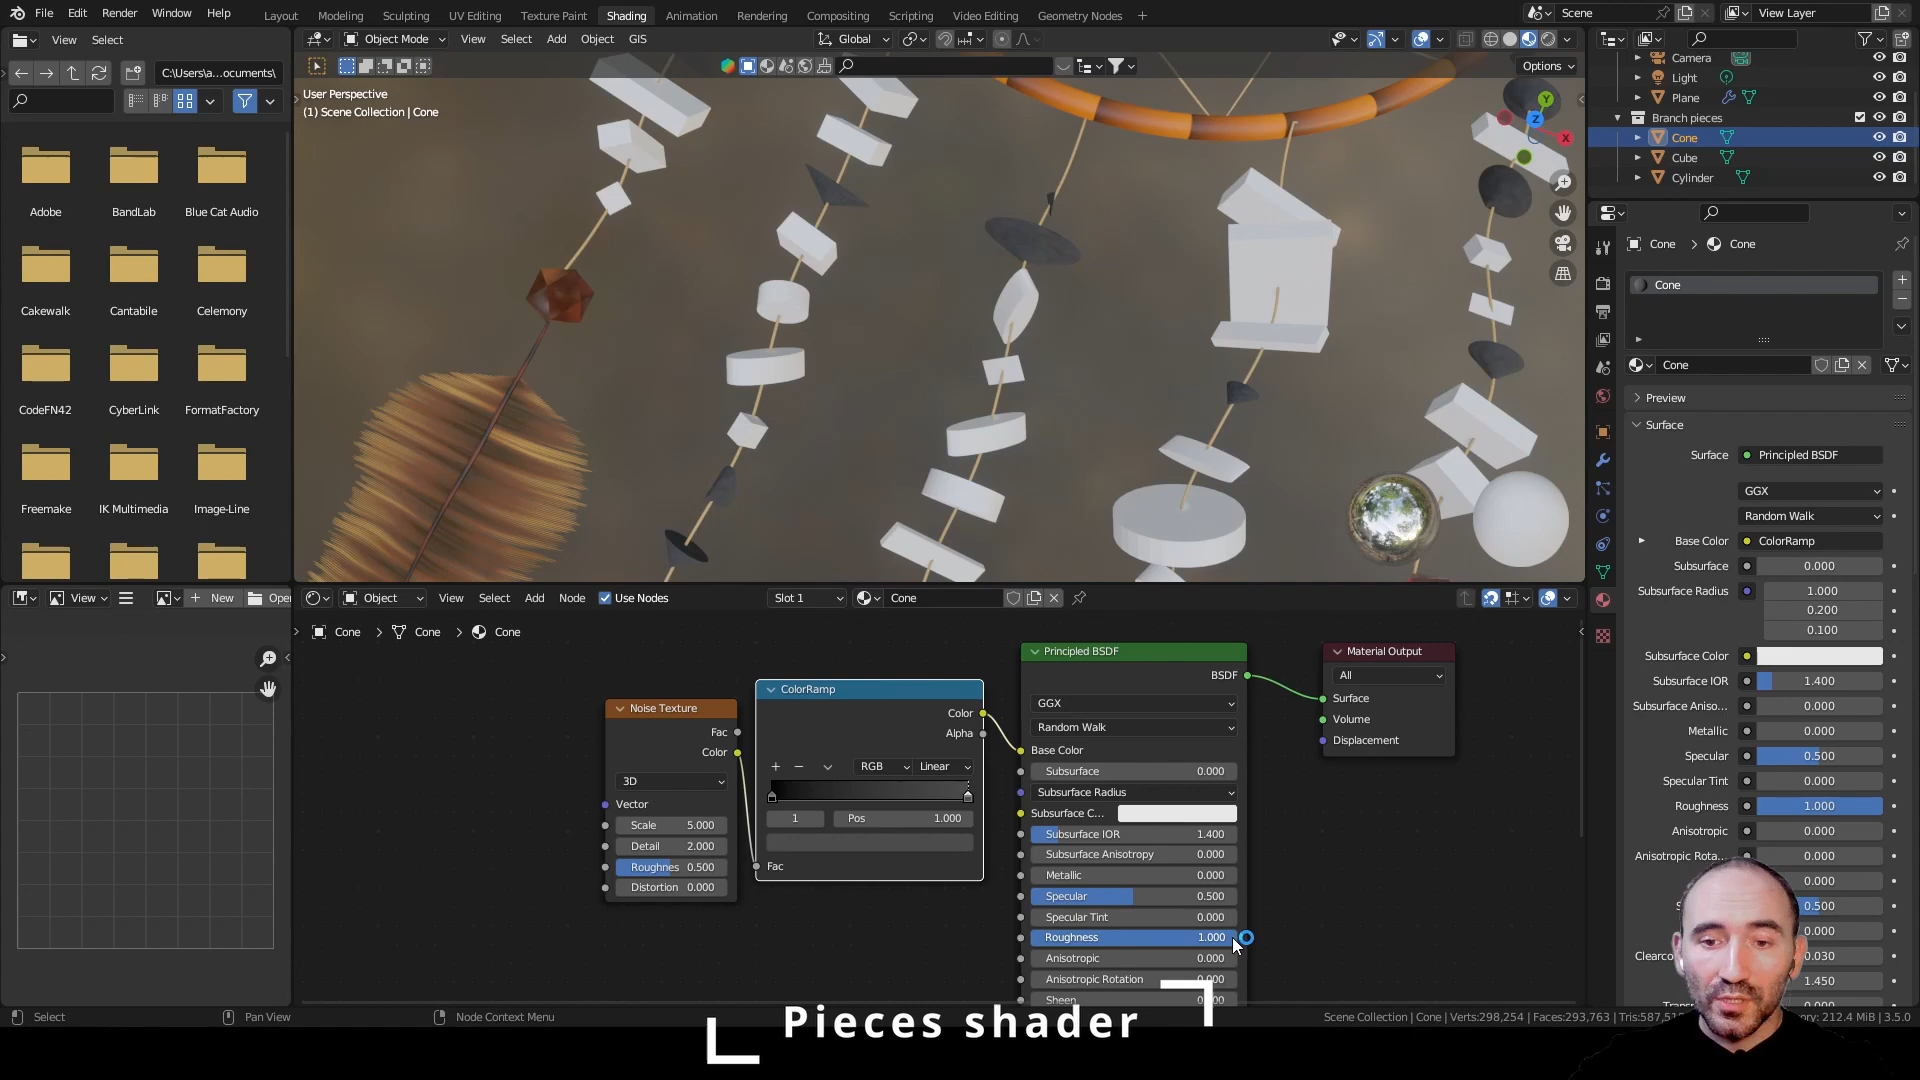 File Edit Render Window Help
Layout Modeling Sculpting UV Editing Texture Paint Shading Animation Rendering Compositing Scripting Video Editing Geometry Nodes +
Scene
View Layer
View Select
Object Mode View Select Add Object GIS
Global
C:\Users\a...ocuments\
Options
User Perspective
(1) Scene Collection | Cone
Y
Z
X
Adobe BandLab Blue Cat Audio
Cakewalk Cantabile Celemony
CodeFN42 CyberLink FormatFactory
Freemake IK Multimedia Image-Line
Camera
Light
Plane
Branch pieces
Cone
Cube
Cylinder
Cone > Cone
Cone
Cone
Preview
Surface
Surface Principled BSDF
GGX
Random Walk
Base Color ColorRamp
Subsurface 0.000
Subsurface Radius 1.000
0.200
0.100
Subsurface Color
Subsurface IOR 1.400
Subsurface Aniso... 0.000
Metallic 0.000
Specular 0.500
Specular Tint 0.000
Roughness 1.000
Anisotropic 0.000
Anisotropic Rota... 0.000
0.000
0.500
0.000
Clearco 0.030
1.450
View + New Open
Object View Select Add Node Use Nodes Slot 1 Cone
Cone > Cone > Cone
Noise Texture
Fac
Color
3D
Vector
Scale 5.000
Detail 2.000
Roughnes 0.500
Distortion 0.000
ColorRamp
Color
Alpha
+ − RGB Linear
1 Pos 1.000
Fac
Principled BSDF
BSDF
GGX
Random Walk
Base Color
Subsurface 0.000
Subsurface Radius
Subsurface C...
Subsurface IOR 1.400
Subsurface Anisotropy 0.000
Metallic 0.000
Specular 0.500
Specular Tint 0.000
Roughness 1.000
Anisotropic 0.000
Anisotropic Rotation 0.000
Sheen
Material Output
All
Surface
Volume
Displacement
Pieces shader
Select Pan View Node Context Menu
Scene Collection | Cone | Verts:298,254 | Faces:293,763 | 212.4 MiB | 3.5.0